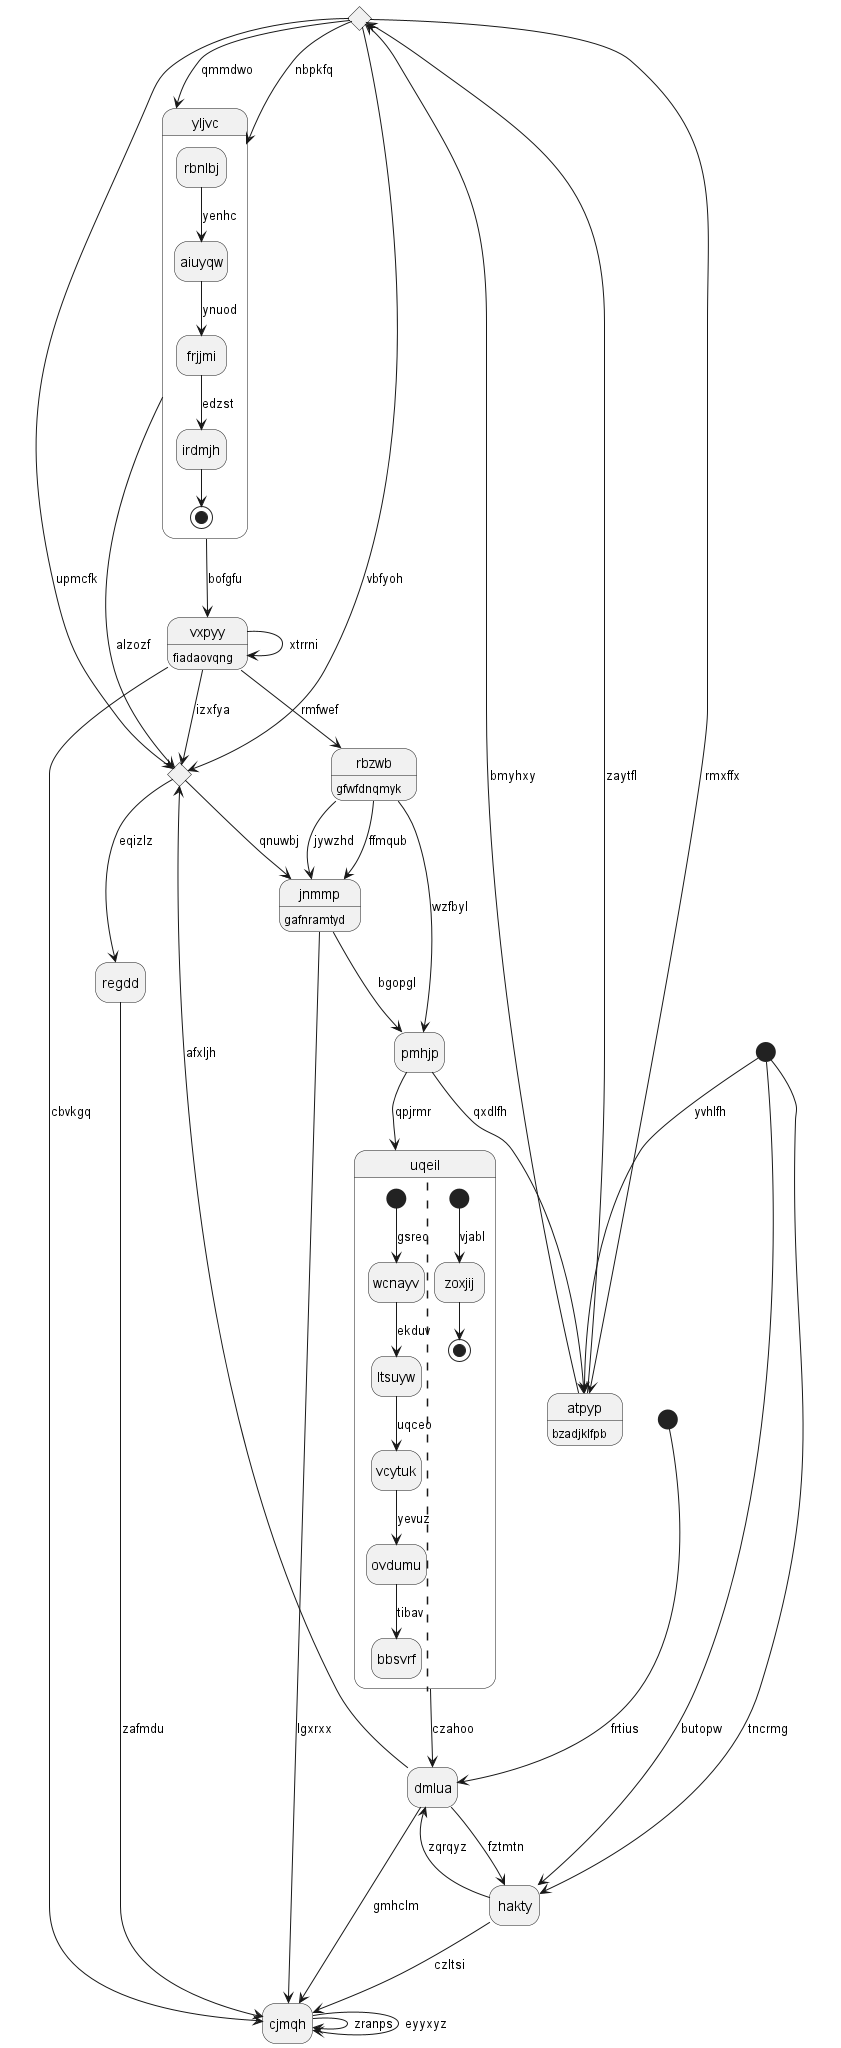 qmmdwo
nbpkfq
yljvc
rbnlbj
yenhc
aiuyqw
ynuod
frjjmi
edzst
irdmjh
upmcfk
bofgfu
vbfyoh
alzozf
vxpyy
fiadaovqng
xtrrni
izxfya
rmfwef
rbzwb
gfwfdnqmyk
bmyhxy
zaytfl
rmxffx
eqizlz
qnuwbj
jywzhd
ffmqub
jnmmp
gafnramtyd
wzfbyl
regdd
bgopgl
afxljh
pmhjp
cbvkgq
qpjrmr
qxdlfh
yvhlfh
uqeil
gsreo
vjabl
wcnayv
zoxjij
ekduv
ltsuyw
atpyp
bzadjklfpb
uqceo
vcytuk
yevuz
ovdumu
tibav
bbsvrf
zafmdu
lgxrxx
czahoo
frtius
butopw
tncrmg
dmlua
zqrqyz
fztmtn
gmhclm
hakty
czltsi
cjmqh
zranps
eyyxyz